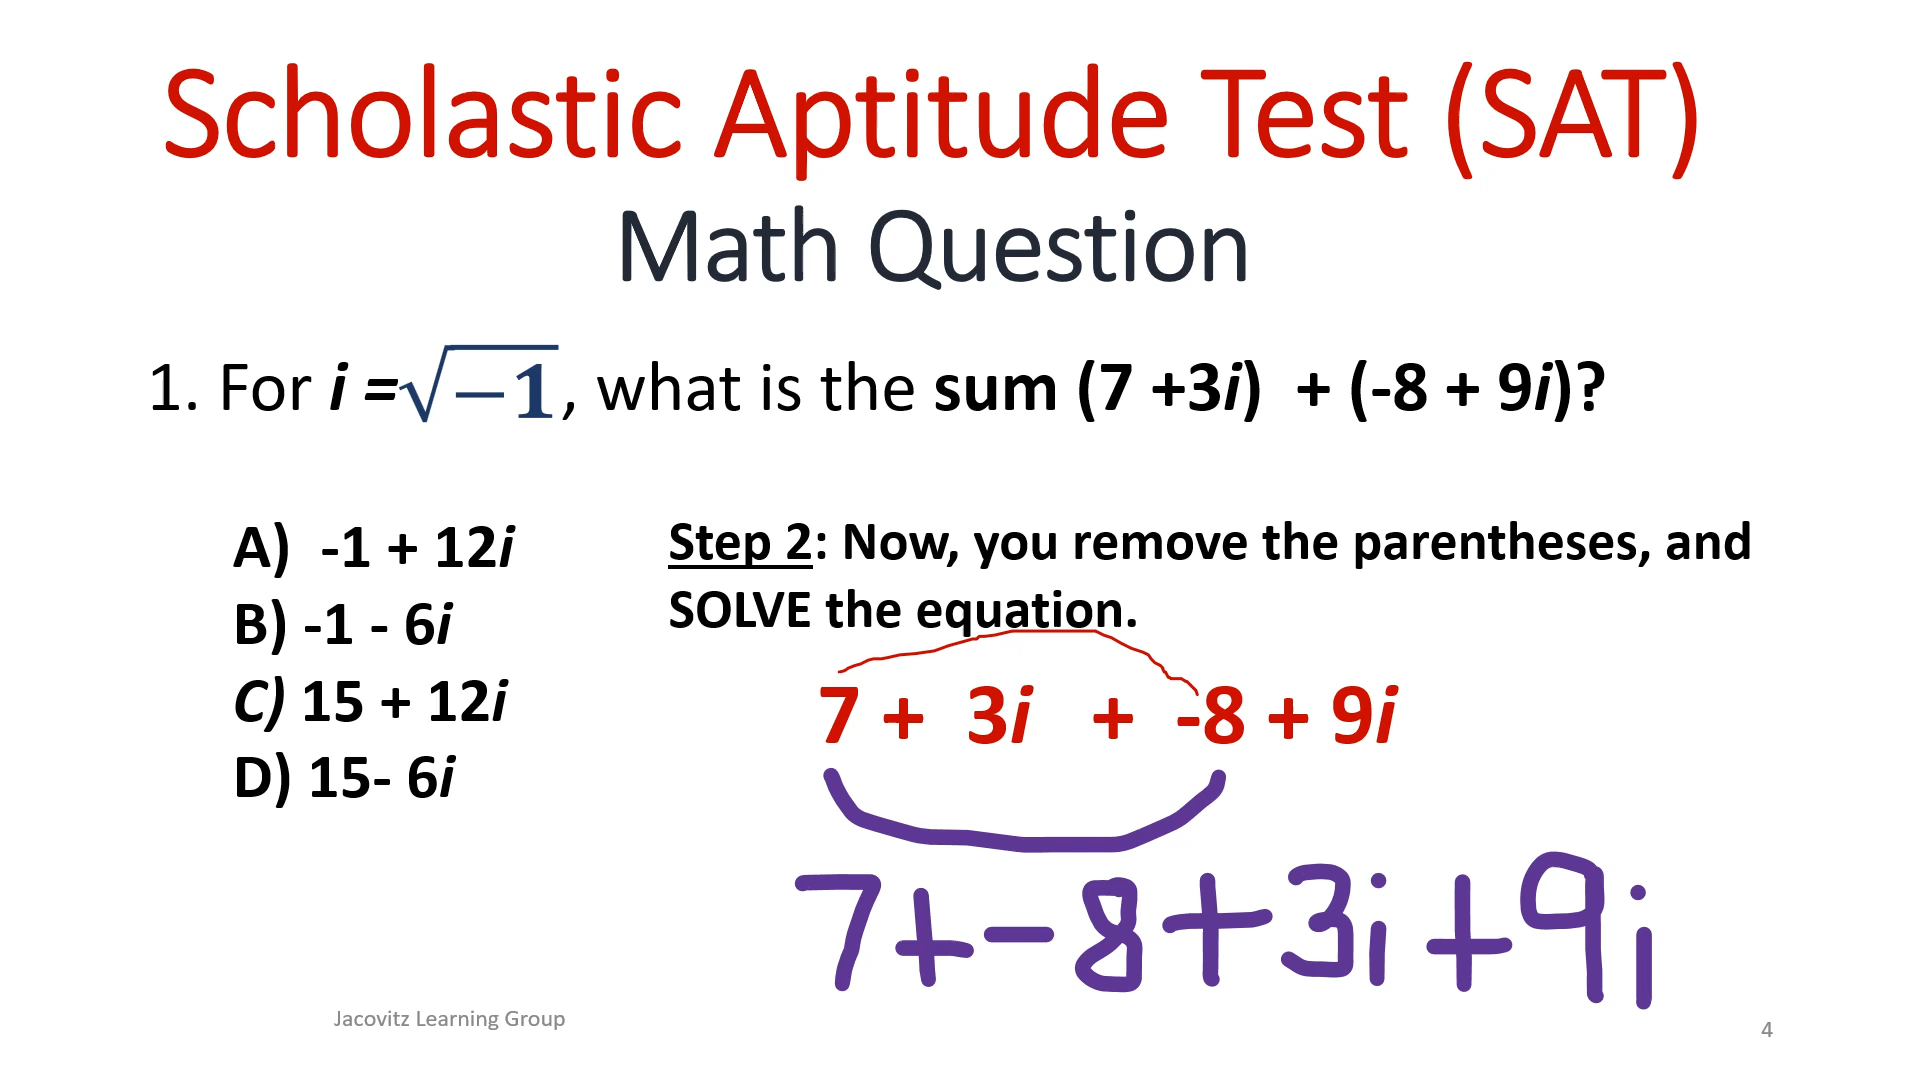 Scholastic Aptitude Test (SAT)
Math Question
1. For i =√−1, what is the sum (7 +3i) + (-8 + 9i)?
A) -1 + 12i
B) -1 - 6i
C) 15 + 12i
D) 15- 6i
Step 2: Now, you remove the parentheses, and
SOLVE the equation.
7 + 3i + -8 + 9i
7+-8+3i+9i
Jacovitz Learning Group
4